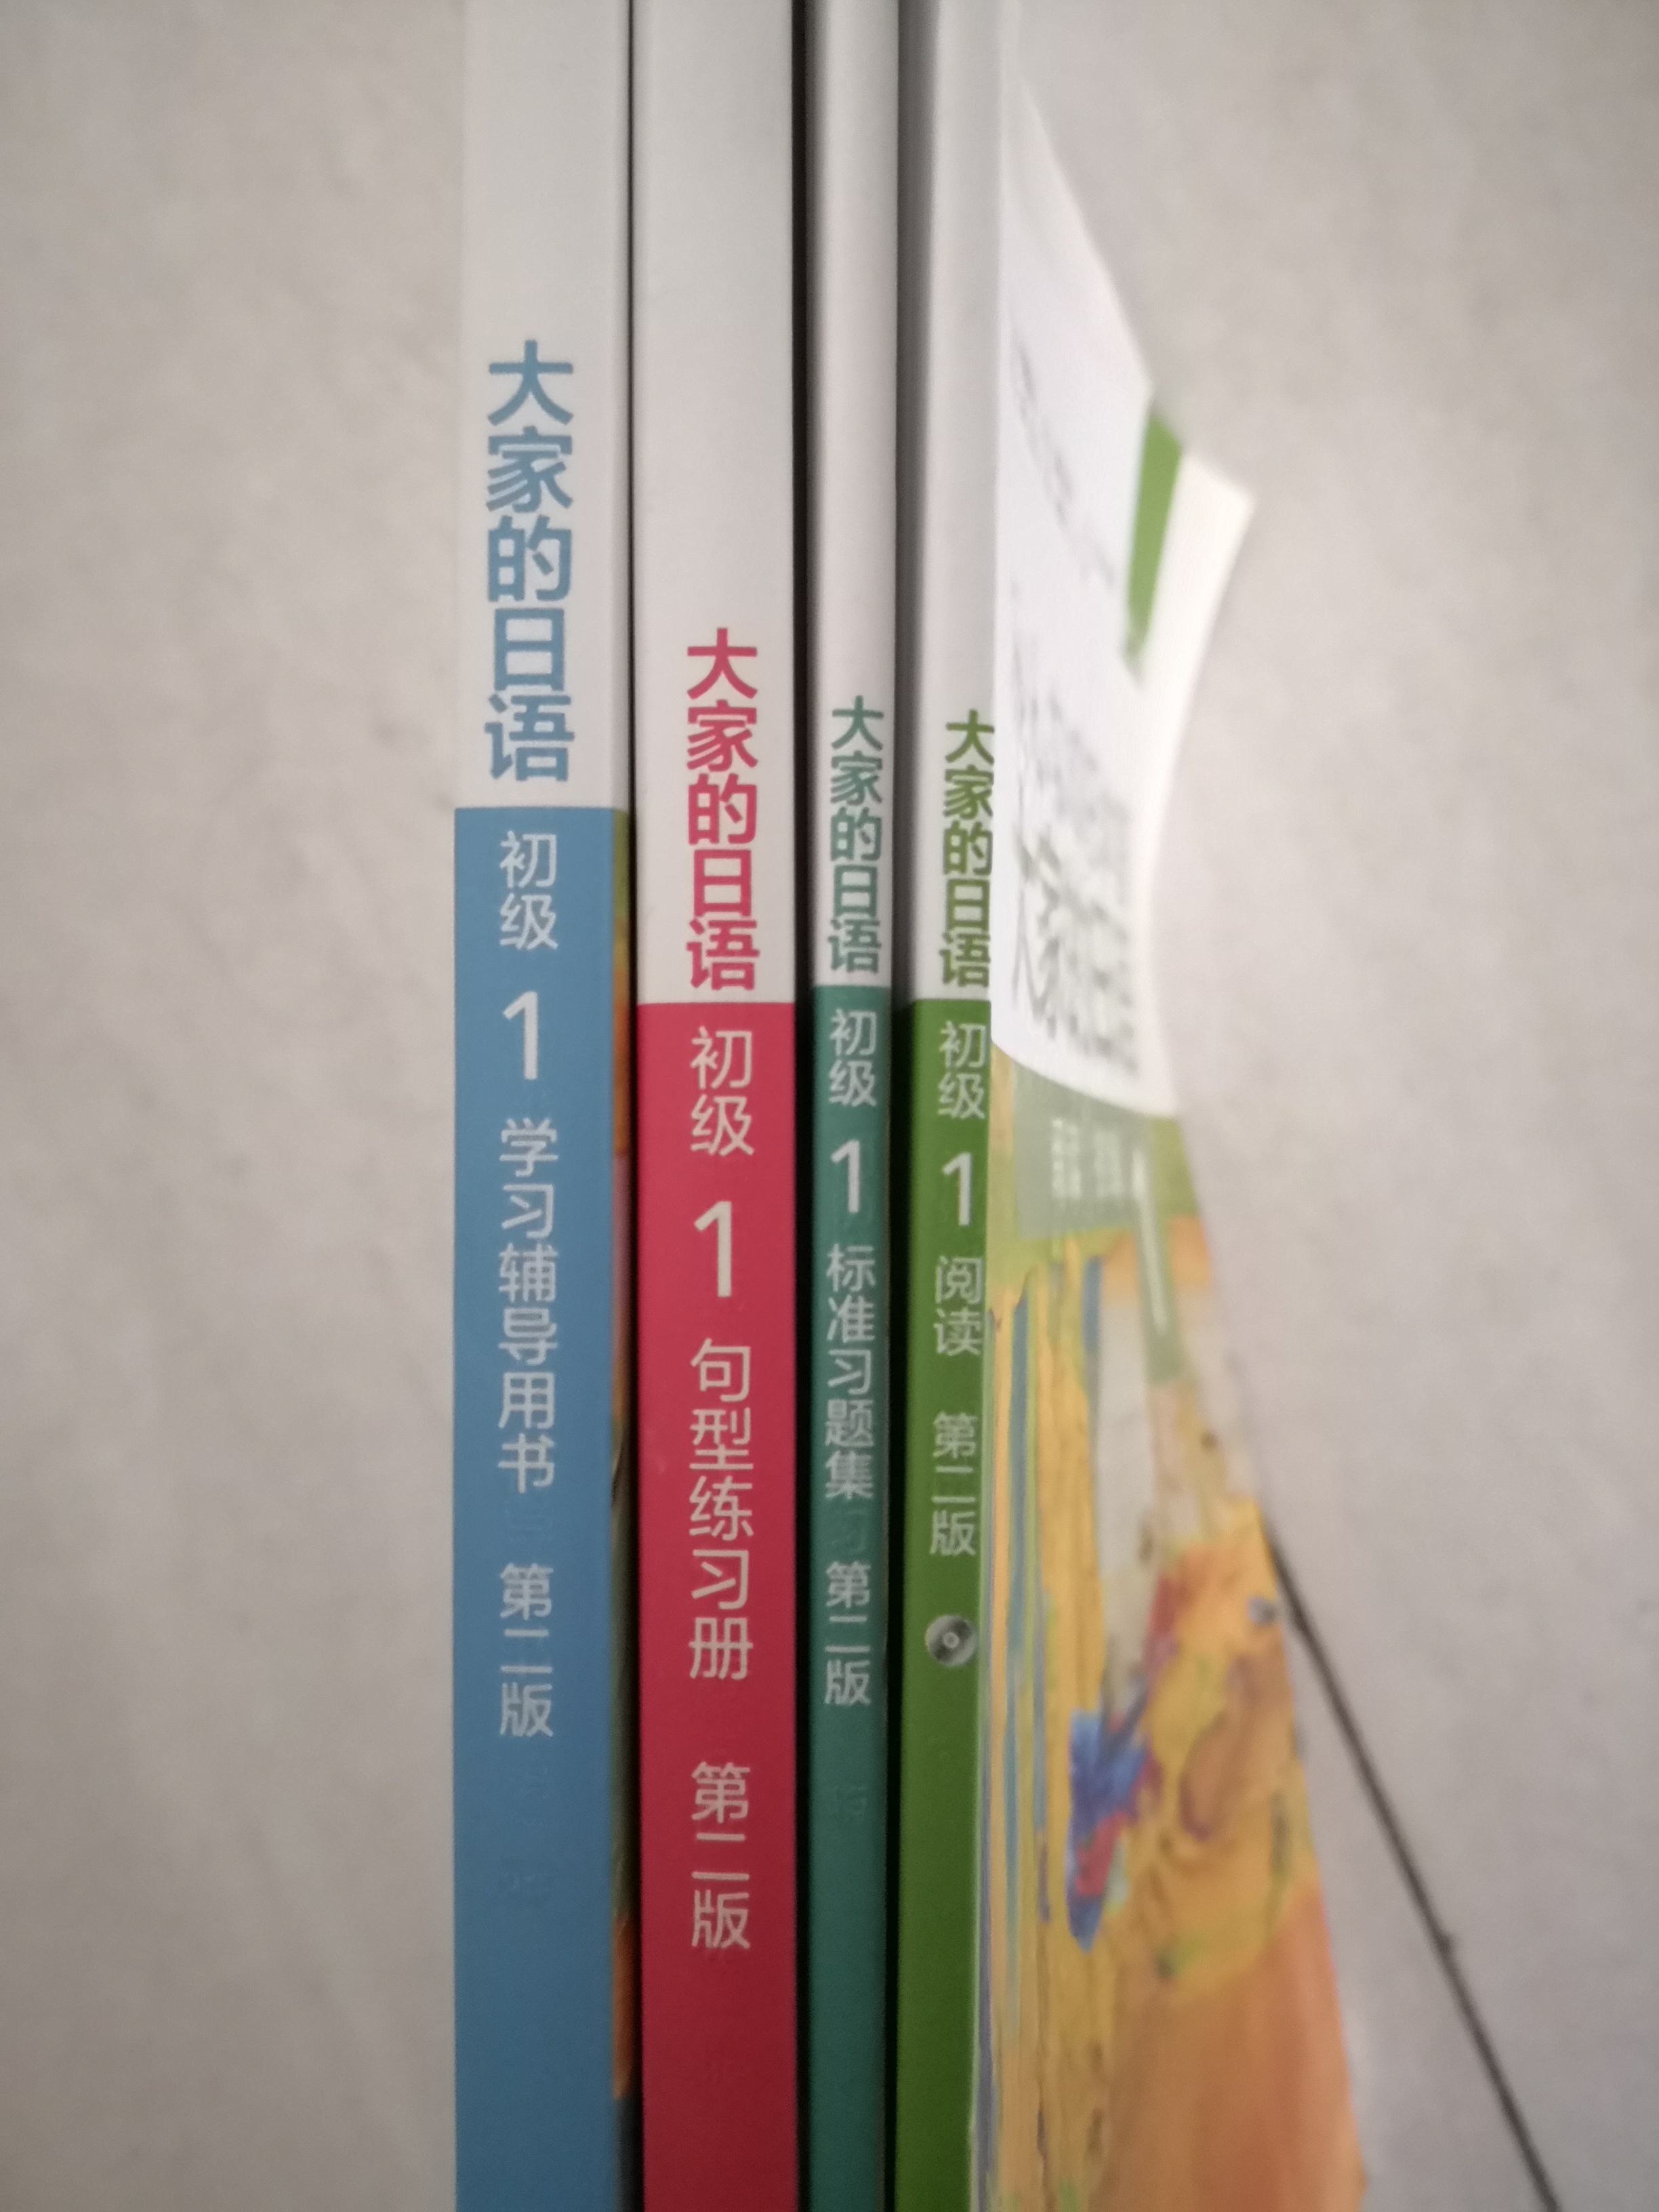 大家的日语 初级 1 学习辅导用书 第二版
大家的日语 初级 1 句型练习册 第二版
大家的日语 初级 1 标准习题集 第二版
大家的日语 初级 1 阅读 第二版